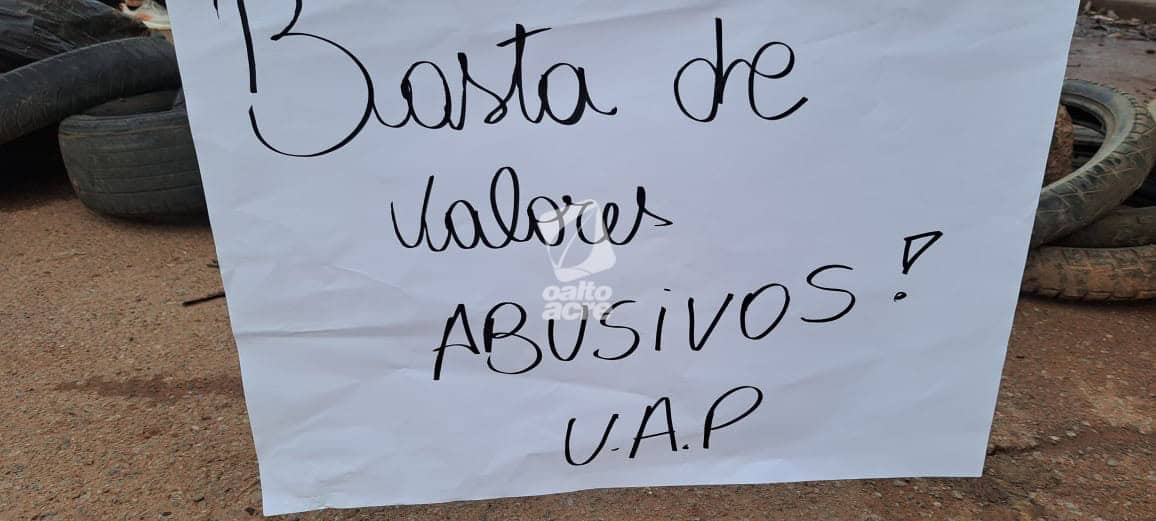 Basta de
Valores
oalto
acre
ABUSIVOS!
U.A.P